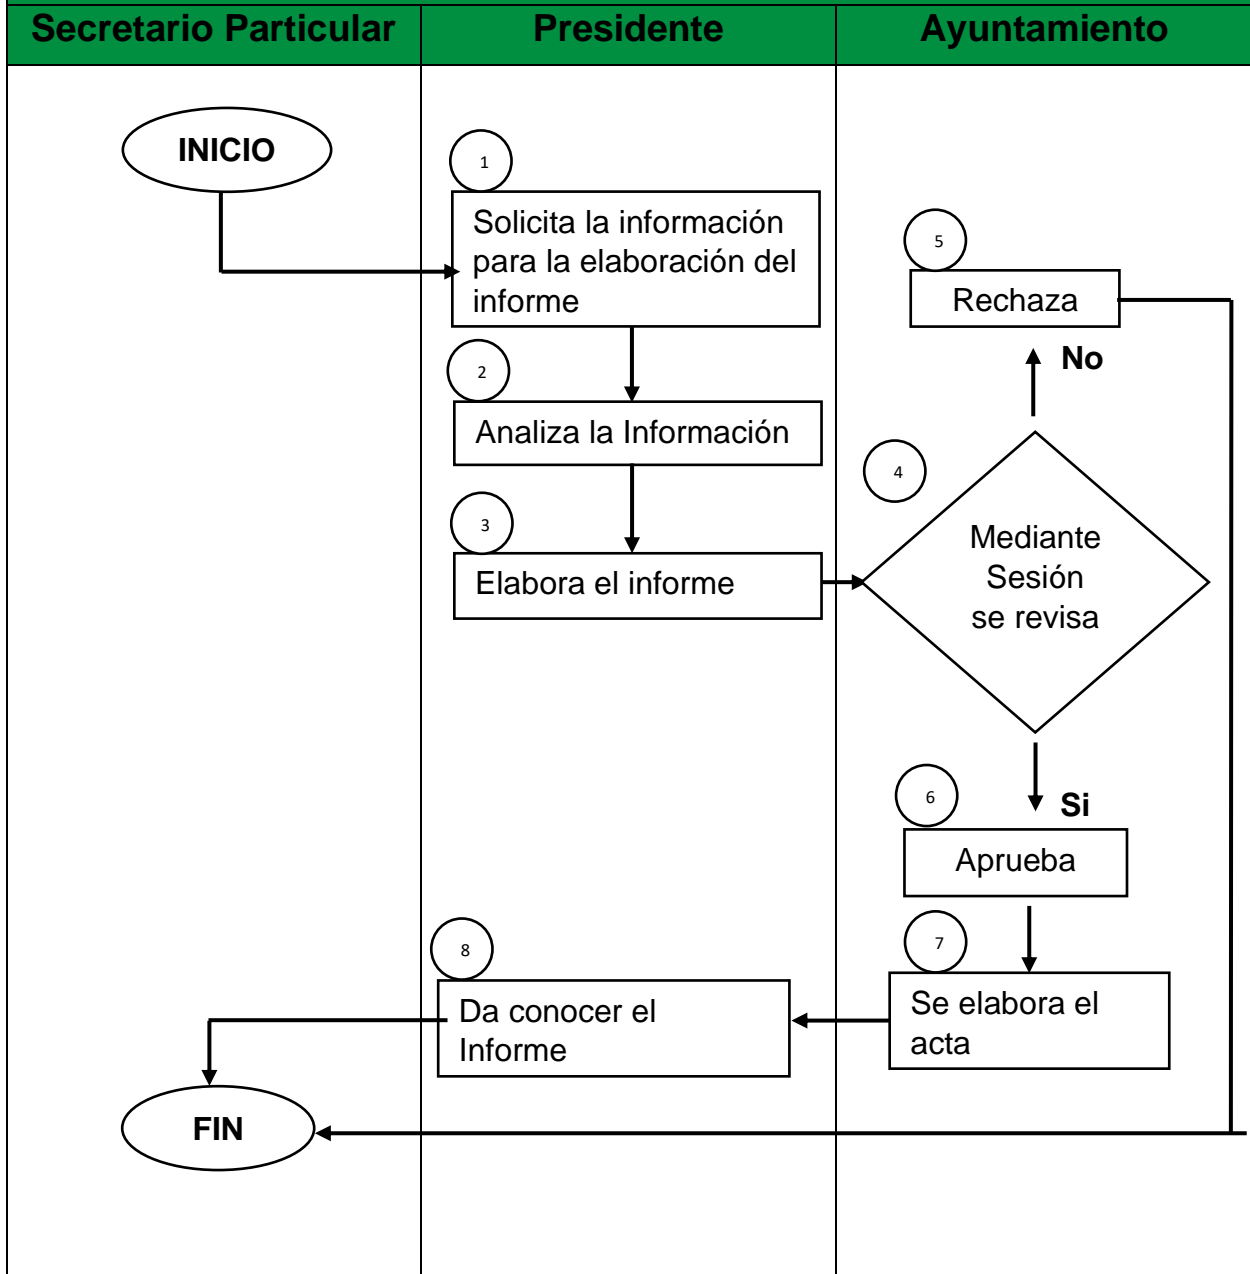 Secretario Particular
Presidente
Ayuntamiento
INICIO
1
Solicita la información
para la elaboración del
informe
2
Analiza la Información
3
Elabora el informe
4
Mediante
Sesión
se revisa
No
5
Rechaza
Si
6
Aprueba
7
Se elabora el
acta
8
Da conocer el
Informe
FIN